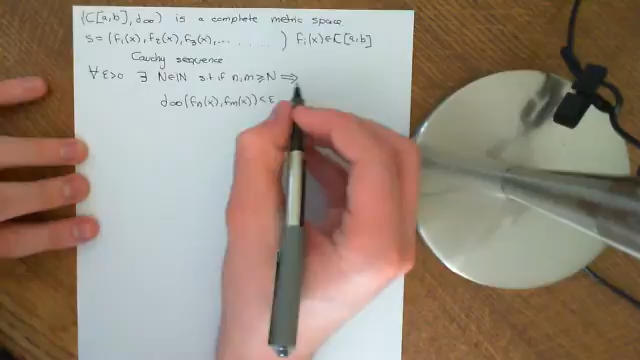 (C[a,b], d∞) is a complete metric space.
S = (f₁(x), f₂(x), f₃(x), ... . . . . . ) fᵢ(x) ∈ C[a,b]
Cauchy sequence
∀ ε>0 ∃ N∈ℕ s.t if n,m ⩾ N ⟹
d∞(fₙ(x), fₘ(x)) < ε